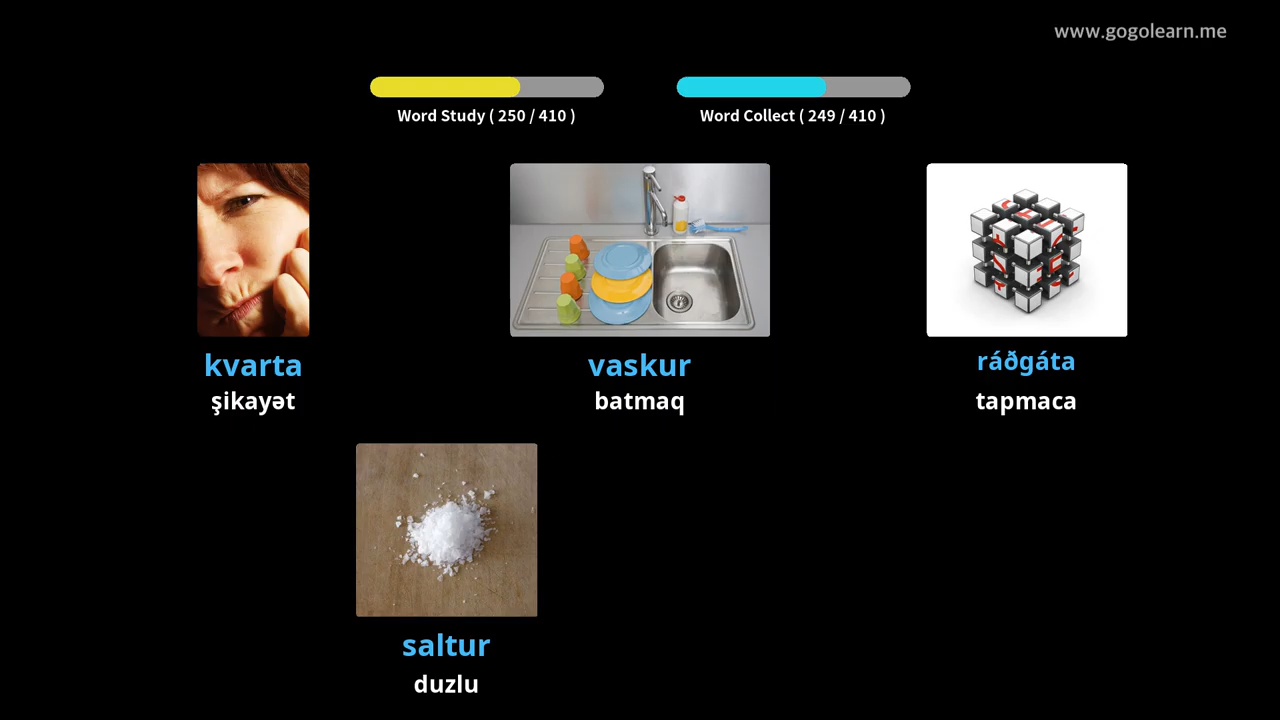 www.gogolearn.me
Word Study ( 250 / 410 )
Word Collect ( 249 / 410 )
kvarta
şikayət
vaskur
batmaq
ráðgáta
tapmaca
saltur
duzlu